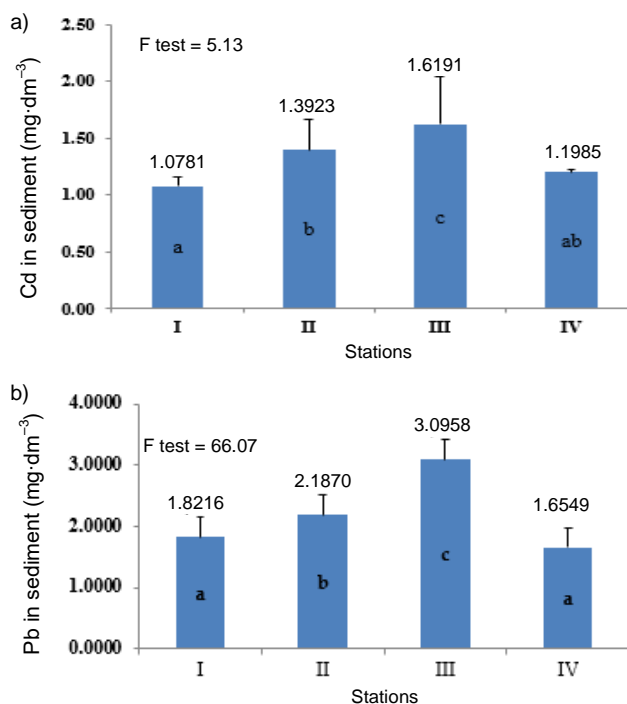 a)
Cd in sediment (mg·dm⁻³)
2.50
2.00
1.50
1.00
0.50
0.00
F test = 5.13
1.0781
1.3923
1.6191
1.1985
a
b
c
ab
I II III IV
Stations
b)
Pb in sediment (mg·dm⁻³)
4.0000
3.0000
2.0000
1.0000
0.0000
F test = 66.07
1.8216
2.1870
3.0958
1.6549
a
b
c
a
I II III IV
Stations